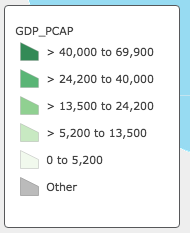 GDP_PCAP
> 40,000 to 69,900
> 24,200 to 40,000
> 13,500 to 24,200
> 5,200 to 13,500
0 to 5,200
Other